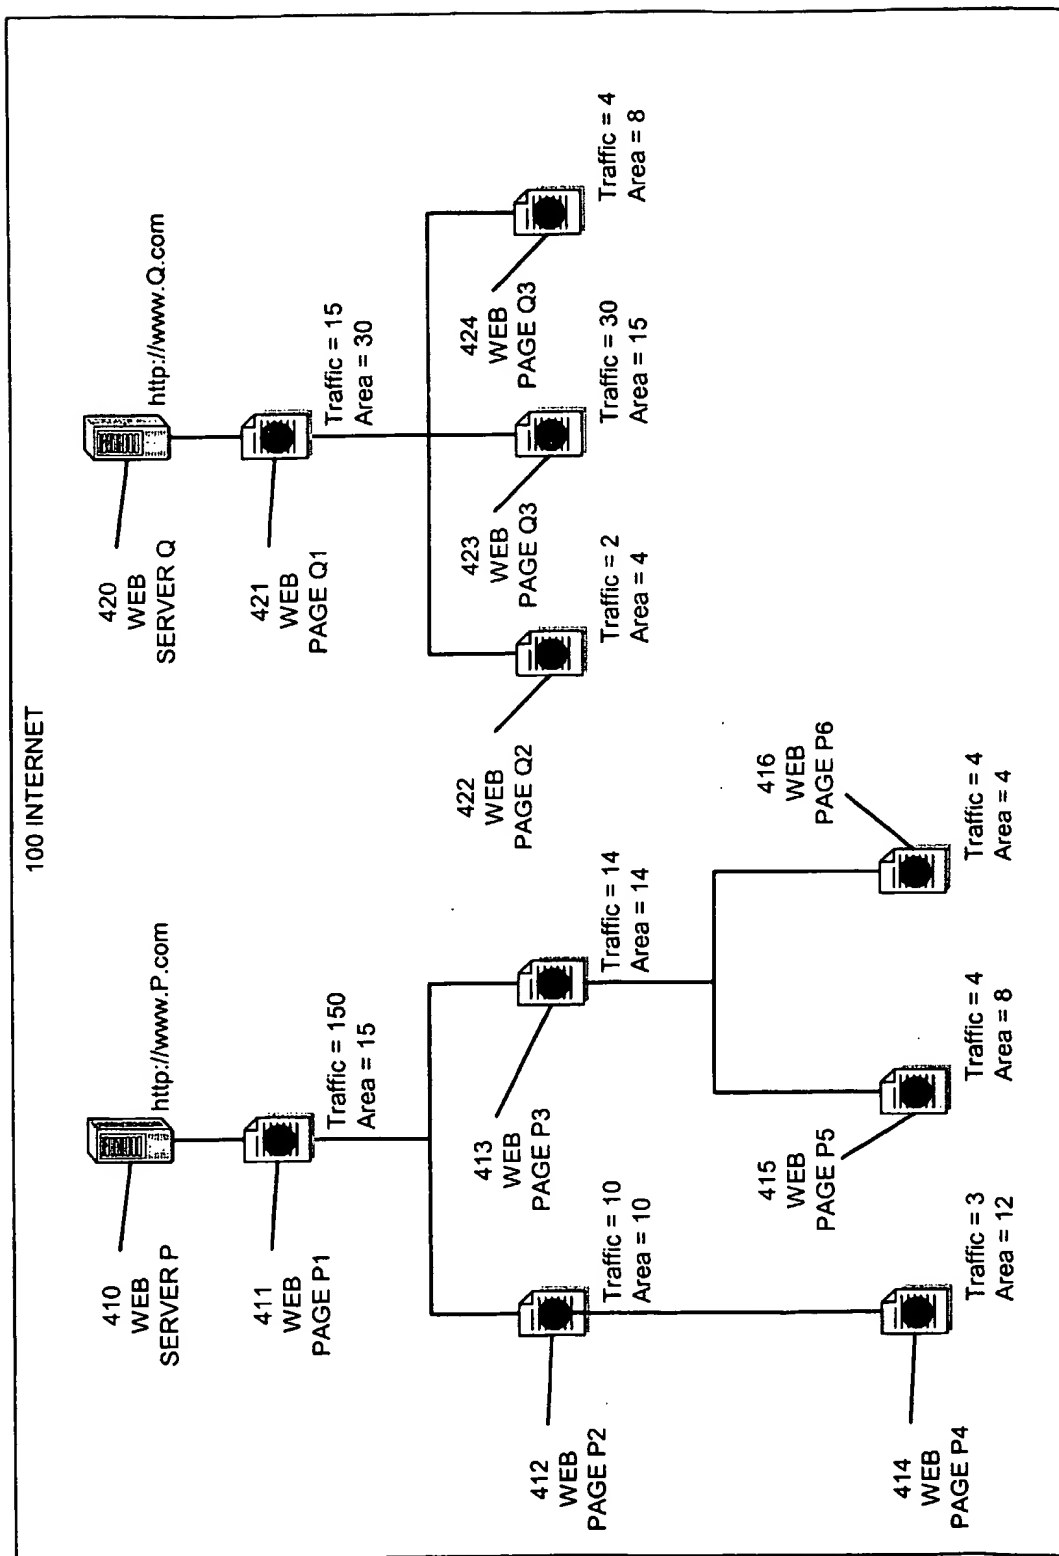 100 INTERNET
410
WEB
SERVER P
http://www.P.com
411
WEB
PAGE P1
Traffic = 150
Area = 15
412
WEB
PAGE P2
Traffic = 10
Area = 10
413
WEB
PAGE P3
Traffic = 14
Area = 14
414
WEB
PAGE P4
Traffic = 3
Area = 12
415
WEB
PAGE P5
Traffic = 4
Area = 8
416
WEB
PAGE P6
Traffic = 4
Area = 4
420
WEB
SERVER Q
http://www.Q.com
421
WEB
PAGE Q1
Traffic = 15
Area = 30
422
WEB
PAGE Q2
Traffic = 2
Area = 4
423
WEB
PAGE Q3
Traffic = 30
Area = 15
424
WEB
PAGE Q3
Traffic = 4
Area = 8